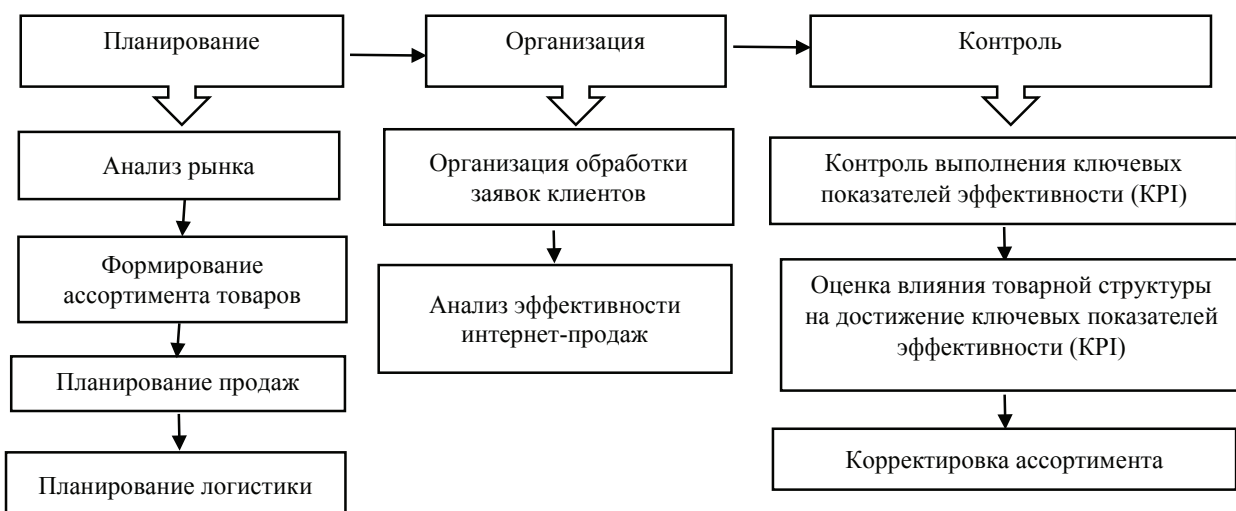 Планирование
Организация
Контроль
Анализ рынка
Формирование
ассортимента товаров
Планирование продаж
Планирование логистики
Организация обработки
заявок клиентов
Анализ эффективности
интернет-продаж
Контроль выполнения ключевых
показателей эффективности (KPI)
Оценка влияния товарной структуры
на достижение ключевых показателей
эффективности (KPI)
Корректировка ассортимента